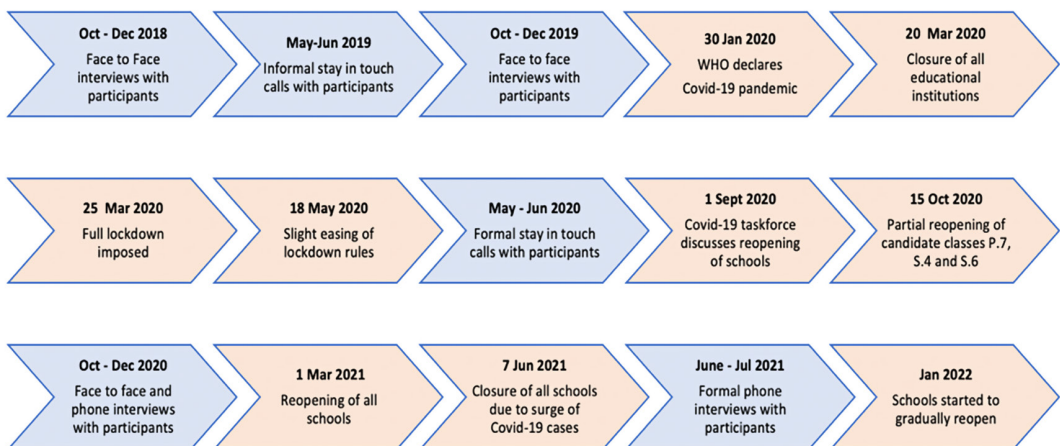 Oct - Dec 2018
Face to Face
interviews with
participants
May-Jun 2019
Informal stay in touch
calls with participants
Oct - Dec 2019
Face to face
interviews with
participants
30 Jan 2020
WHO declares
Covid-19 pandemic
20 Mar 2020
Closure of all
educational
institutions
25 Mar 2020
Full lockdown
imposed
18 May 2020
Slight easing of
lockdown rules
May - Jun 2020
Formal stay in touch
calls with participants
1 Sept 2020
Covid-19 taskforce
discusses reopening
of schools
15 Oct 2020
Partial reopening of
candidate classes P.7,
S.4 and S.6
Oct - Dec 2020
Face to face and
phone interviews
with participants
1 Mar 2021
Reopening of all
schools
7 Jun 2021
Closure of all schools
due to surge of
Covid-19 cases
June - Jul 2021
Formal phone
interviews with
participants
Jan 2022
Schools started to
gradually reopen